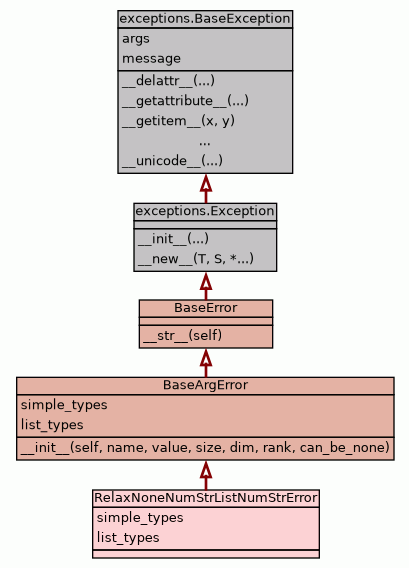 exceptions.BaseException
args
message
__delattr__(...)
__getattribute__(...)
__getitem__(x, y)
...
__unicode__(...)
exceptions.Exception
__init__(...)
__new__(T, S, *...)
BaseError
__str__(self)
BaseArgError
simple_types
list_types
__init__(self, name, value, size, dim, rank, can_be_none)
RelaxNoneNumStrListNumStrError
simple_types
list_types